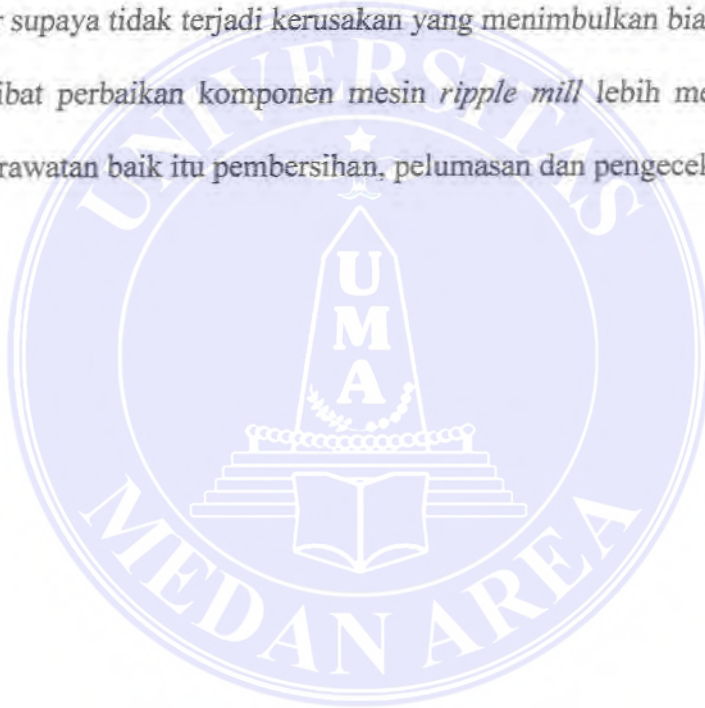 r supaya tidak terjadi kerusakan yang menimbulkan bia
ibat perbaikan komponen mesin ripple mill lebih me
rawatan baik itu pembersihan, pelumasan dan pengecek
UNIVERSITAS
U
M
A
MEDAN AREA